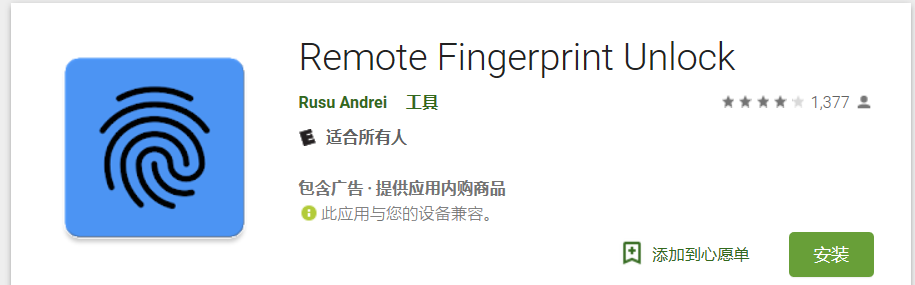 Remote Fingerprint Unlock
Rusu Andrei 工具 1,377
E 适合所有人
包含广告 · 提供应用内购商品
此应用与您的设备兼容。
添加到心愿单 安装